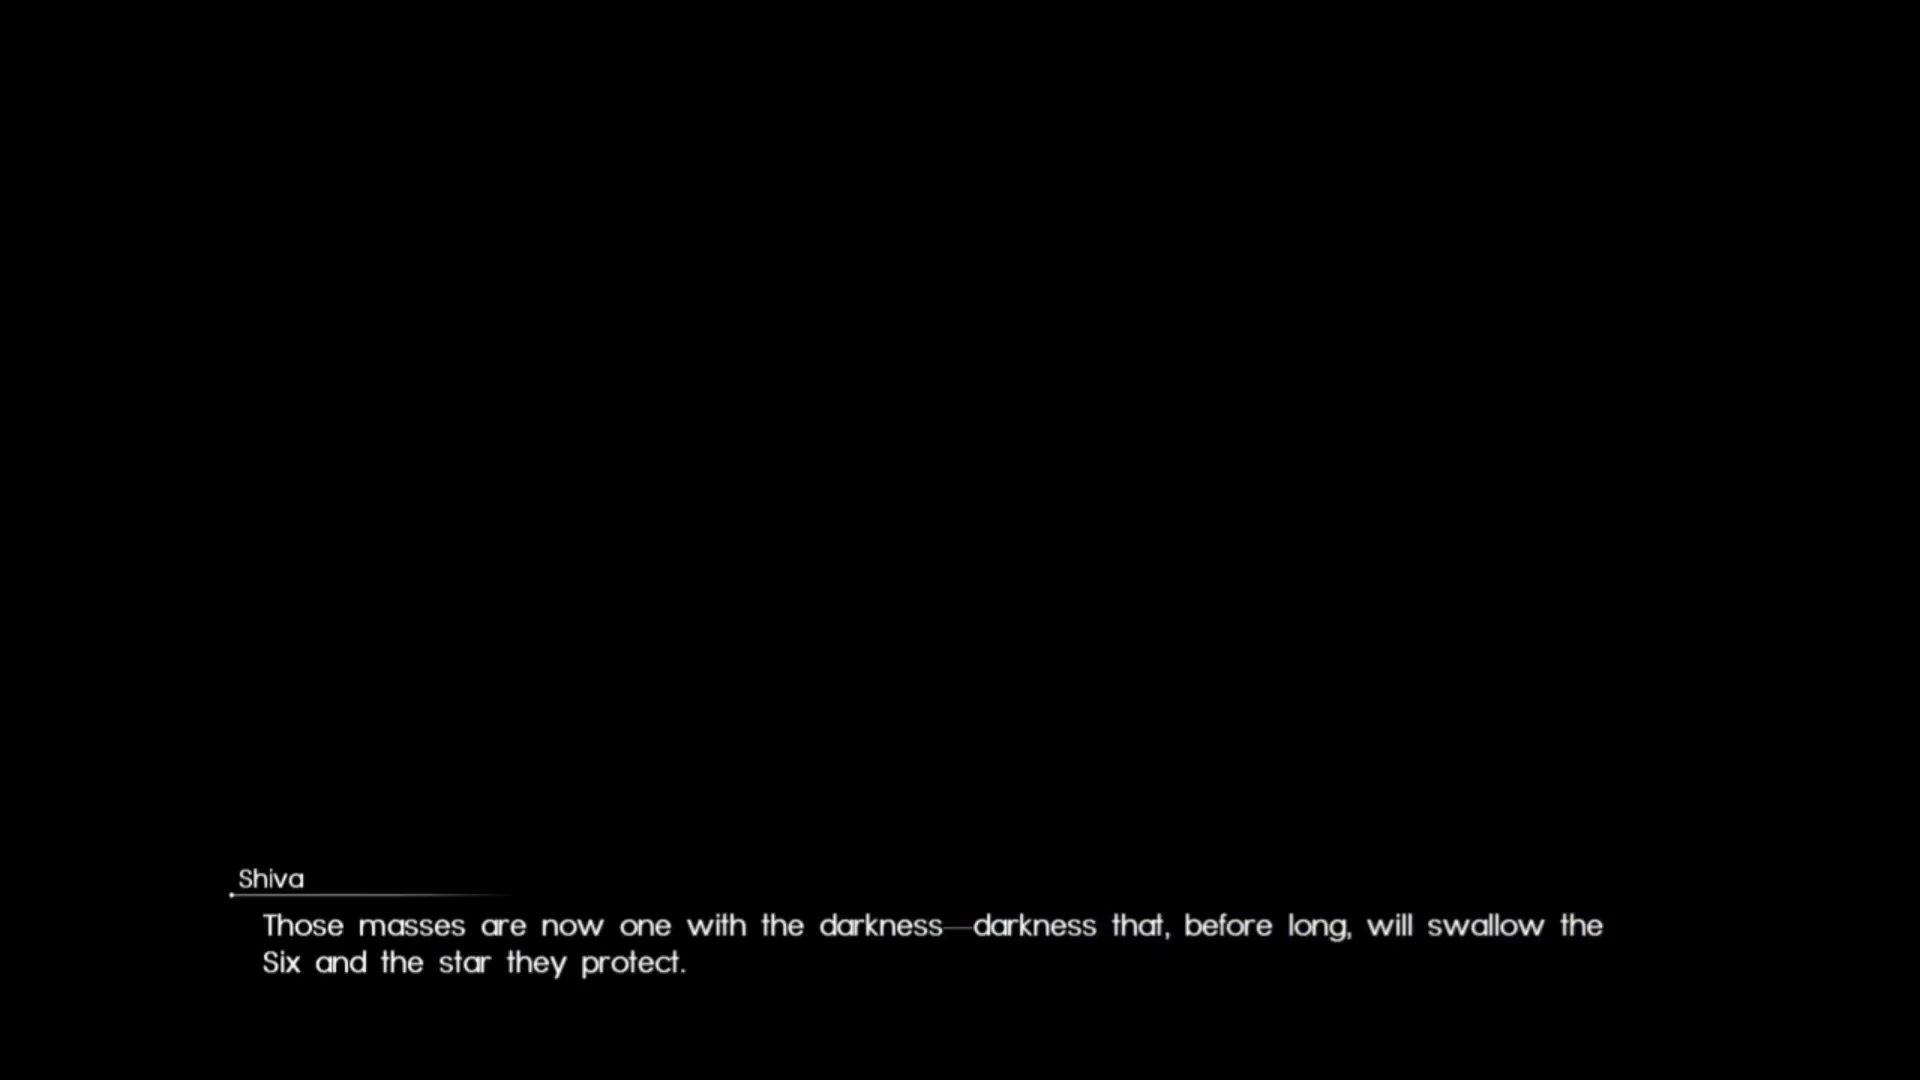 Shiva
Those masses are now one with the darkness—darkness that, before long, will swallow the
Six and the star they protect.